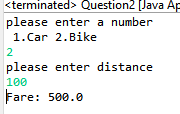 <terminated> Question2 [Java Ap
please enter a number
1.Car 2.Bike
2
please enter distance
100
Fare: 500.0